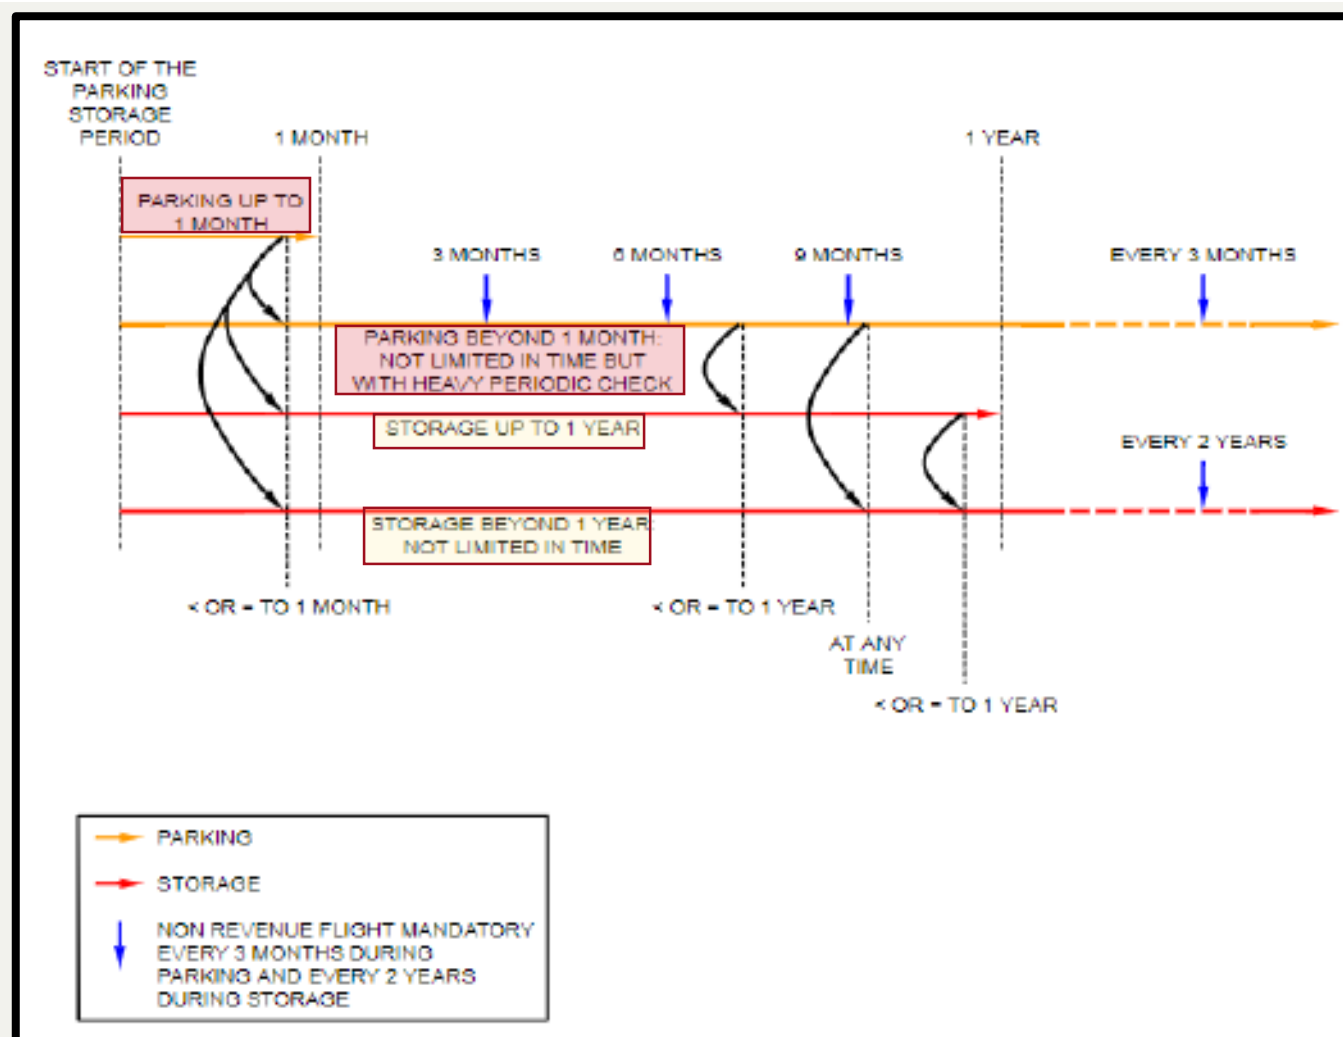 START OF THE
PARKING
STORAGE
PERIOD
1 MONTH
1 YEAR
PARKING UP TO
1 MONTH
3 MONTHS
6 MONTHS
9 MONTHS
EVERY 3 MONTHS
PARKING BEYOND 1 MONTH:
NOT LIMITED IN TIME BUT
WITH HEAVY PERIODIC CHECK
STORAGE UP TO 1 YEAR
EVERY 2 YEARS
STORAGE BEYOND 1 YEAR:
NOT LIMITED IN TIME
< OR = TO 1 MONTH
< OR = TO 1 YEAR
AT ANY
TIME
< OR = TO 1 YEAR
PARKING
STORAGE
NON REVENUE FLIGHT MANDATORY
EVERY 3 MONTHS DURING
PARKING AND EVERY 2 YEARS
DURING STORAGE